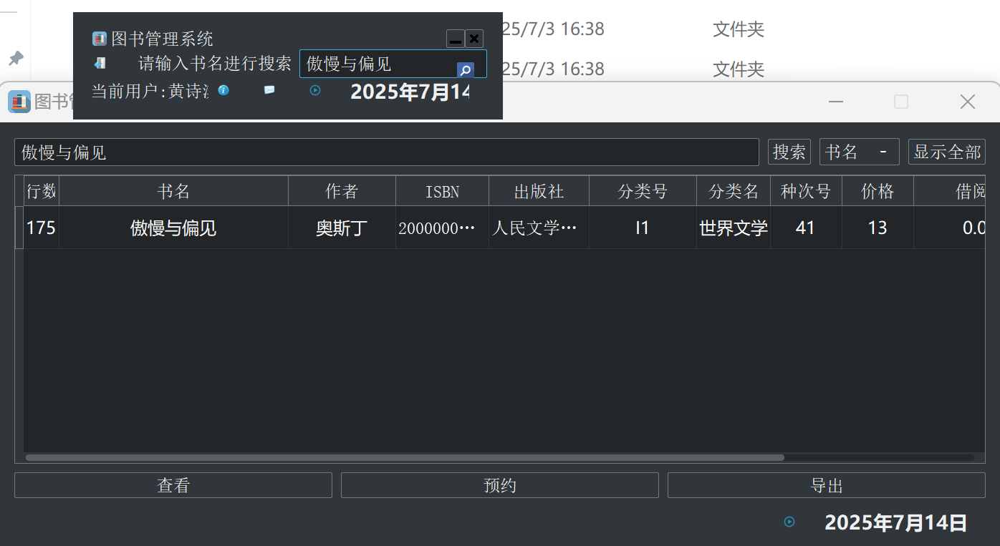 25/7/3 16:38 文件夹
25/7/3 16:38 文件夹
图书管理系统
请输入书名进行搜索 傲慢与偏见
当前用户:黄诗 2025年7月14
图书
傲慢与偏见 搜索 书名 显示全部
行数 书名 作者 ISBN 出版社 分类号 分类名 种次号 价格 借阅
175 傲慢与偏见 奥斯丁 2000000… 人民文学… I1 世界文学 41 13 0.0
查看 预约 导出
2025年7月14日